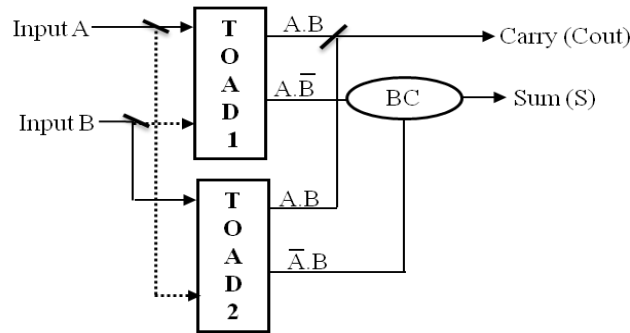 Input A
T
O
A
D
1
A.B
Carry (Cout)
A.B̅
BC
Sum (S)
Input B
T
O
A
D
2
A.B
A̅.B